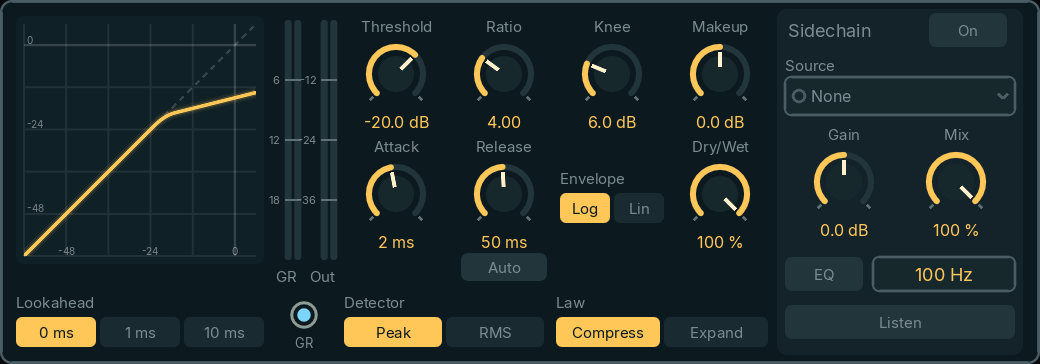 Threshold Ratio Knee Makeup
-20.0 dB 4.00 6.0 dB 0.0 dB
Attack Release Dry/Wet
Envelope
Log Lin
2 ms 50 ms 100 %
Auto
0
-24
-48
-48 -24 0
6 -12
12 -24
18 -36
GR Out
Lookahead
0 ms 1 ms 10 ms
GR
Detector
Peak RMS
Law
Compress Expand
Sidechain On
Source
None
Gain Mix
0.0 dB 100 %
EQ 100 Hz
Listen